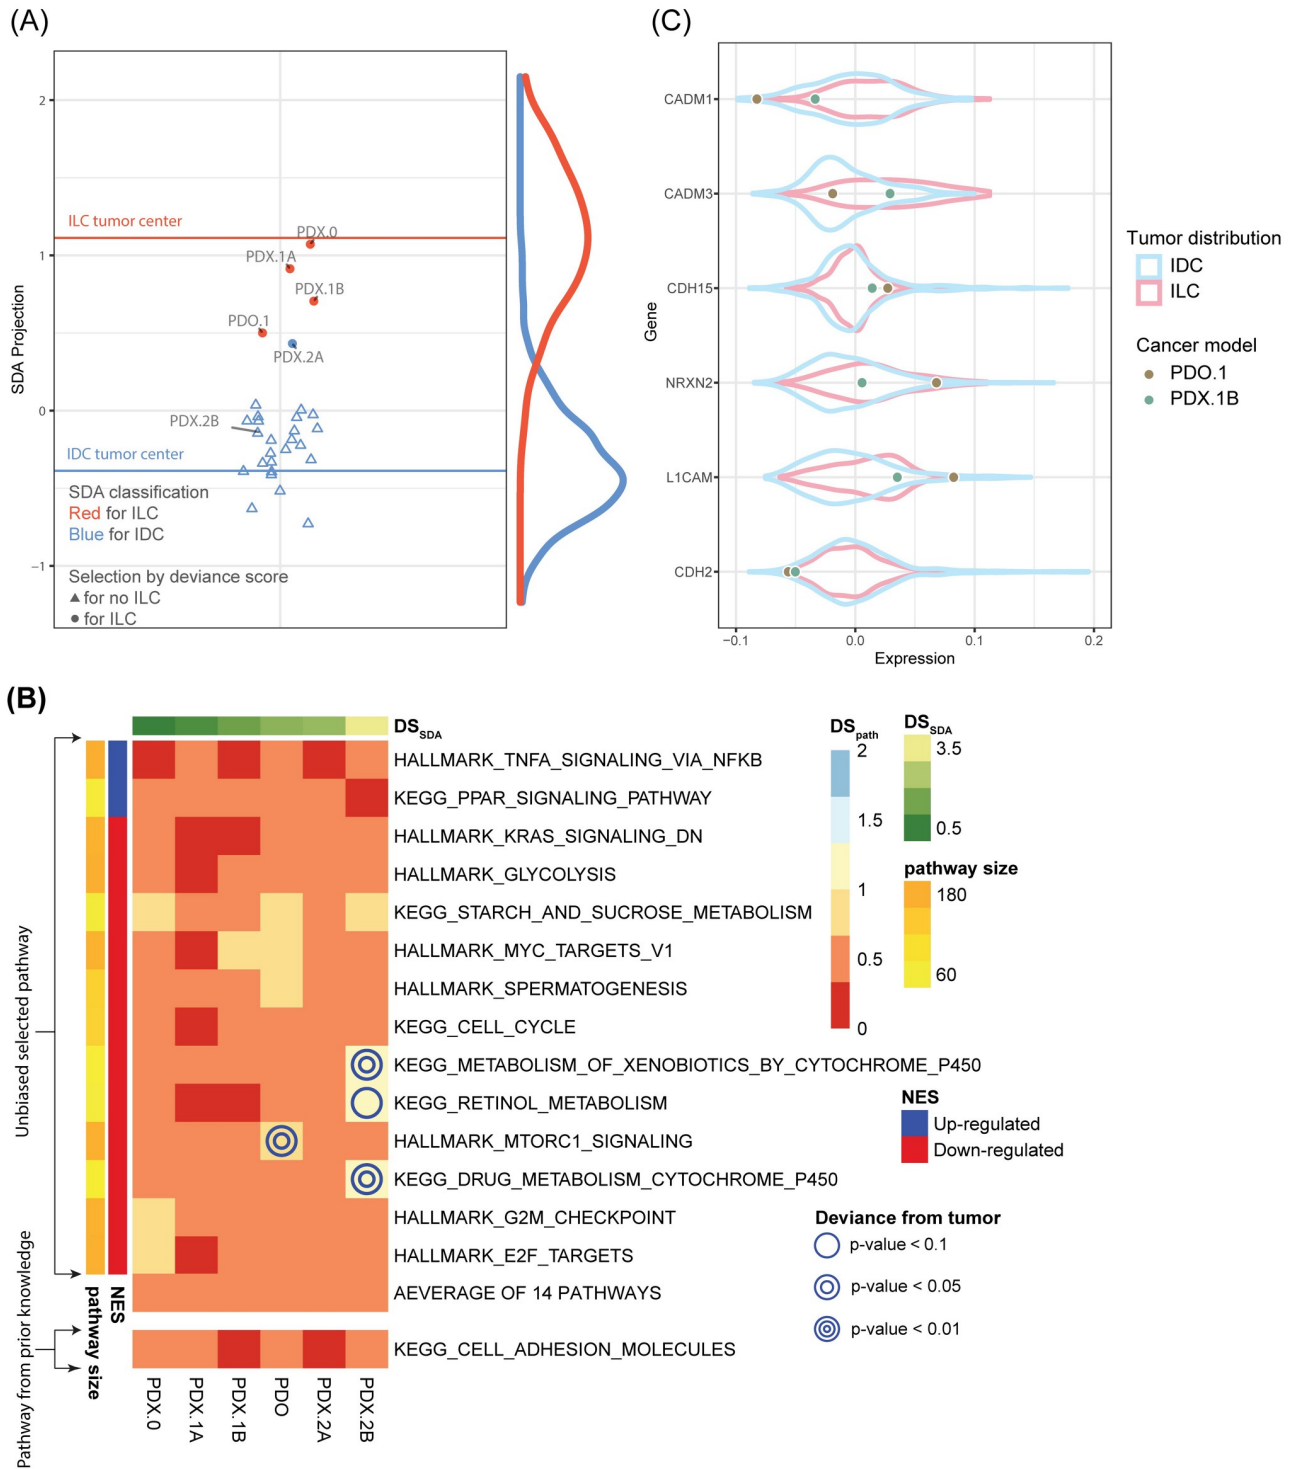 (A)
SDA Projection
2
1
0
−1
ILC tumor center
PDX.0
PDX.1A
PDX.1B
PDO.1
PDX.2A
PDX.2B
IDC tumor center
SDA classification
Red for ILC
Blue for IDC
Selection by deviance score
▲ for no ILC
● for ILC
(C)
Gene
CADM1
CADM3
CDH15
NRXN2
L1CAM
CDH2
−0.1
0.0
0.1
0.2
Expression
Tumor distribution
IDC
ILC
Cancer model
PDO.1
PDX.1B
(B)
DS SDA
HALLMARK_TNFA_SIGNALING_VIA_NFKB
KEGG_PPAR_SIGNALING_PATHWAY
HALLMARK_KRAS_SIGNALING_DN
HALLMARK_GLYCOLYSIS
KEGG_STARCH_AND_SUCROSE_METABOLISM
HALLMARK_MYC_TARGETS_V1
HALLMARK_SPERMATOGENESIS
KEGG_CELL_CYCLE
KEGG_METABOLISM_OF_XENOBIOTICS_BY_CYTOCHROME_P450
KEGG_RETINOL_METABOLISM
HALLMARK_MTORC1_SIGNALING
KEGG_DRUG_METABOLISM_CYTOCHROME_P450
HALLMARK_G2M_CHECKPOINT
HALLMARK_E2F_TARGETS
AEVERAGE OF 14 PATHWAYS
KEGG_CELL_ADHESION_MOLECULES
Unbiased selected pathway
Pathway from prior knowledge
pathway size
NES
PDX.0
PDX.1A
PDX.1B
PDO
PDX.2A
PDX.2B
DS path
2
1.5
1
0.5
0
DS SDA
3.5
0.5
pathway size
180
60
NES
Up-regulated
Down-regulated
Deviance from tumor
p-value < 0.1
p-value < 0.05
p-value < 0.01